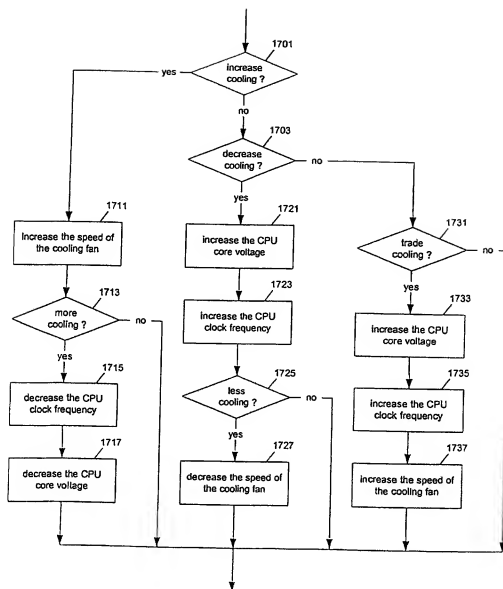 1701
increase
cooling ?
yes
no
1703
decrease
cooling ?
no
yes
1711
Increase the speed of
the cooling fan
1713
more
cooling ?
no
yes
1715
decrease the CPU
clock frequency
1717
decrease the CPU
core voltage
1721
increase the CPU
core voltage
1723
increase the CPU
clock frequency
1725
less
cooling ?
no
yes
1727
decrease the speed of
the cooling fan
1731
trade
cooling ?
no
yes
1733
increase the CPU
core voltage
1735
increase the CPU
clock frequency
1737
increase the speed of
the cooling fan